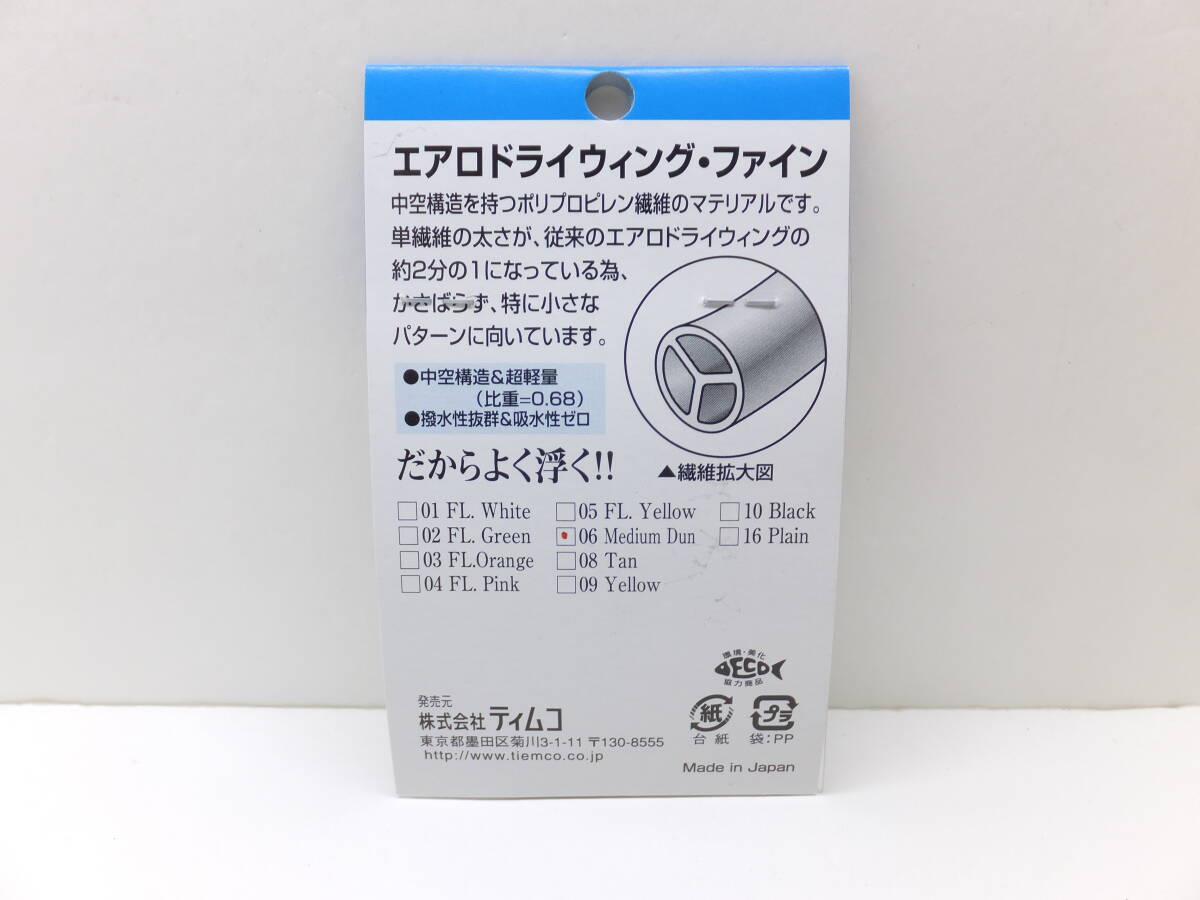 エアロドライウィング・ファイン
中空構造を持つポリプロピレン繊維のマテリアルです。
単繊維の太さが、従来のエアロドライウィングの
約2分の1になっている為、
かさばらず、特に小さな
パターンに向いています。
●中空構造&超軽量
(比重=0.68)
●撥水性抜群&吸水性ゼロ
だからよく浮く!!
▲繊維拡大図
□01 FL. White □05 FL. Yellow □10 Black
□02 FL. Green □06 Medium Dun □16 Plain
□03 FL.Orange □08 Tan
□04 FL. Pink □09 Yellow
環境・美化
ECO
協力商品
発売元
株式会社ティムコ
東京都墨田区菊川3-1-11 〒130-8555
http://www.tiemco.co.jp
紙 プラ
台紙 袋:PP
Made in Japan